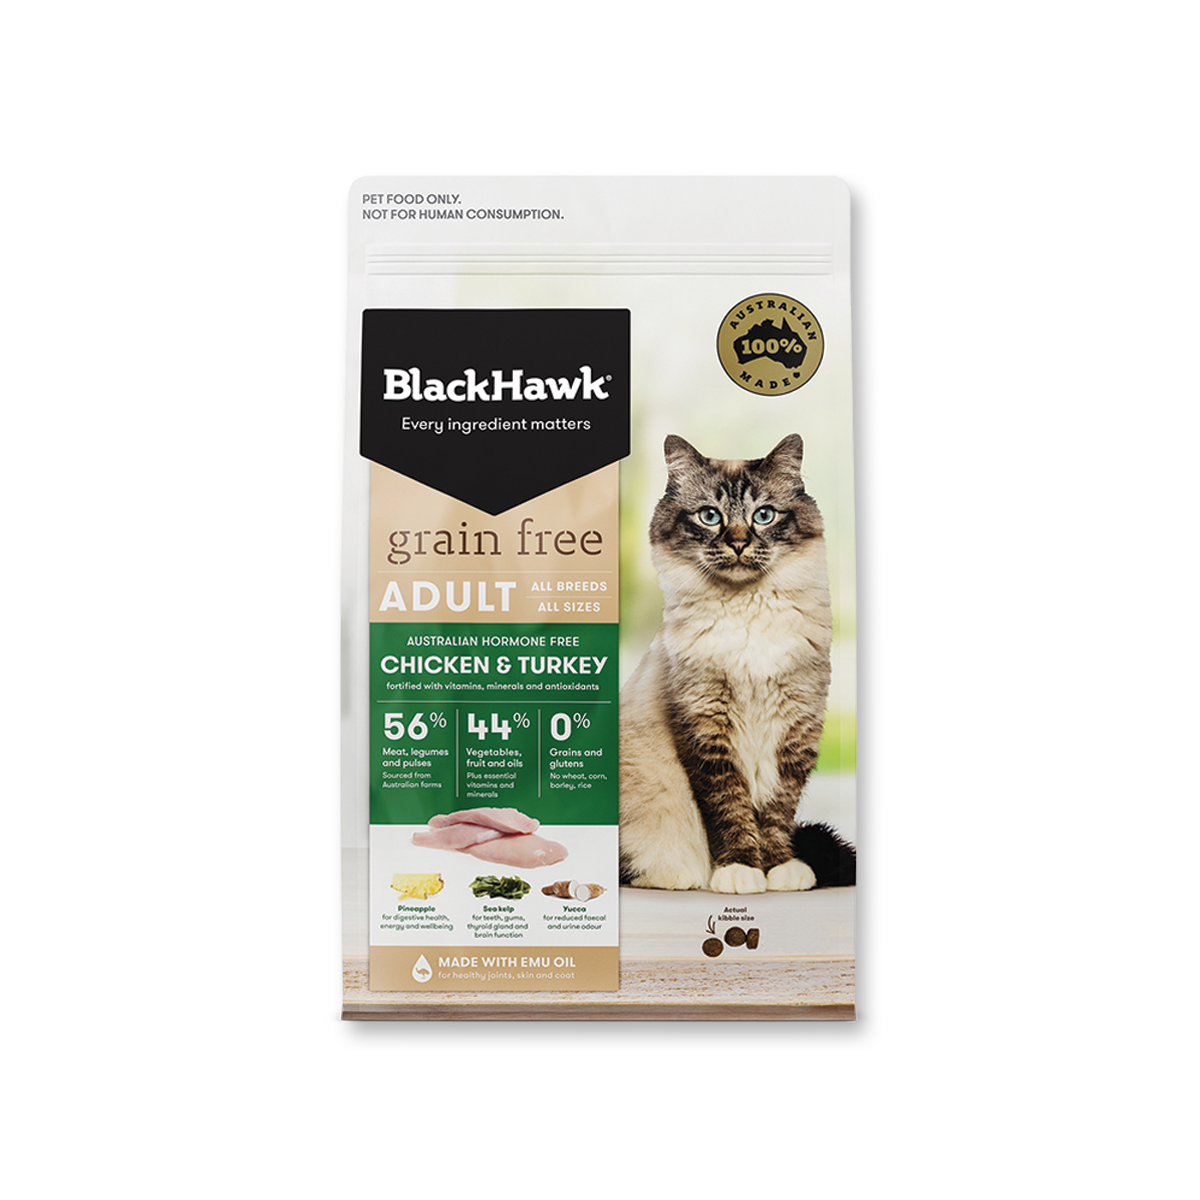 PET FOOD ONLY.
NOT FOR HUMAN CONSUMPTION.
AUSTRALIAN
100%
MADE
BlackHawk®
Every ingredient matters
grain free
ADULT
ALL BREEDS
ALL SIZES
AUSTRALIAN HORMONE FREE
CHICKEN & TURKEY
fortified with vitamins, minerals and antioxidants
56%
Meat, legumes
and pulses
Sourced from
Australian farms
44%
Vegetables,
fruit and oils
Plus essential
vitamins and
minerals
0%
Grains and
glutens
No wheat, corn,
barley, rice
Pineapple
for digestive health,
energy and wellbeing
Sea kelp
for teeth, gums,
thyroid gland and
brain function
Yucca
for reduced faecal
and urine odour
Actual
kibble size
MADE WITH EMU OIL
for healthy joints, skin and coat